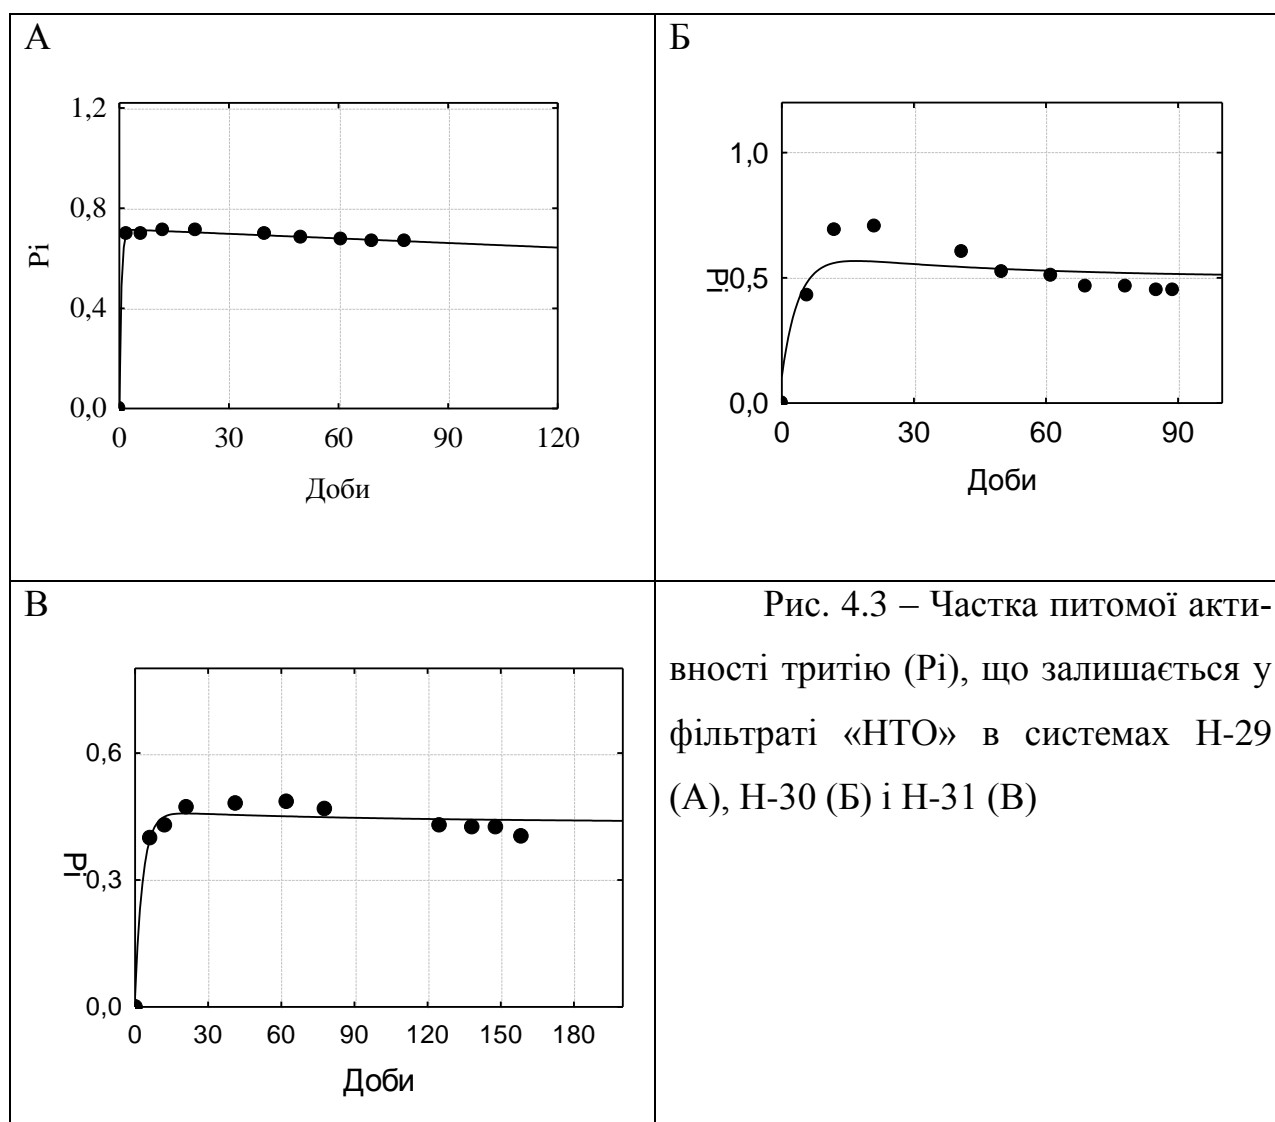 А
1,2
0,8
Pi
0,4
0,0
0
30
60
90
120
Доби
Б
1,0
Pi
0,5
0,0
0
30
60
90
Доби
В
0,6
Pi
0,3
0,0
0
30
60
90
120
150
180
Доби
Рис. 4.3 – Частка питомої акти-
вності тритію (Рі), що залишається у
фільтраті «НТО» в системах Н-29
(А), Н-30 (Б) і Н-31 (В)